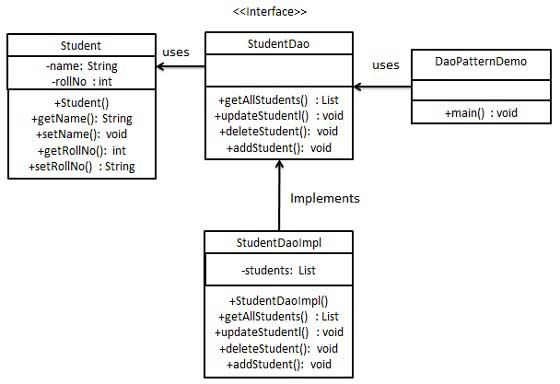 <<Interface>>
Student
-name: String
-rollNo : int
+Student()
+getName(): String
+setName(): void
+getRollNo(): int
+setRollNo() : String
uses
StudentDao
+getAllStudents() : List
+updateStudentl() : void
+deleteStudent(): void
+addStudent(): void
uses
DaoPatternDemo
+main() : void
Implements
StudentDaoImpl
-students: List
+StudentDaoImpl()
+getAllStudents() : List
+updateStudentl() : void
+deleteStudent(): void
+addStudent(): void